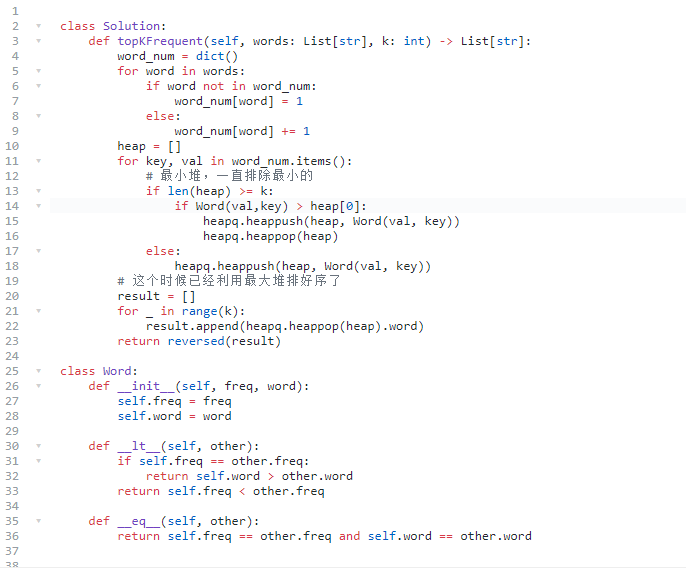 1
2 class Solution:
3     def topKFrequent(self, words: List[str], k: int) -> List[str]:
4         word_num = dict()
5         for word in words:
6             if word not in word_num:
7                 word_num[word] = 1
8             else:
9                 word_num[word] += 1
10         heap = []
11         for key, val in word_num.items():
12             # 最小堆，一直排除最小的
13             if len(heap) >= k:
14                 if Word(val,key) > heap[0]:
15                     heapq.heappush(heap, Word(val, key))
16                     heapq.heappop(heap)
17             else:
18                 heapq.heappush(heap, Word(val, key))
19         # 这个时候已经利用最大堆排好序了
20         result = []
21         for _ in range(k):
22             result.append(heapq.heappop(heap).word)
23         return reversed(result)
24
25 class Word:
26     def __init__(self, freq, word):
27         self.freq = freq
28         self.word = word
29
30     def __lt__(self, other):
31         if self.freq == other.freq:
32             return self.word > other.word
33         return self.freq < other.freq
34
35     def __eq__(self, other):
36         return self.freq == other.freq and self.word == other.word
37
38